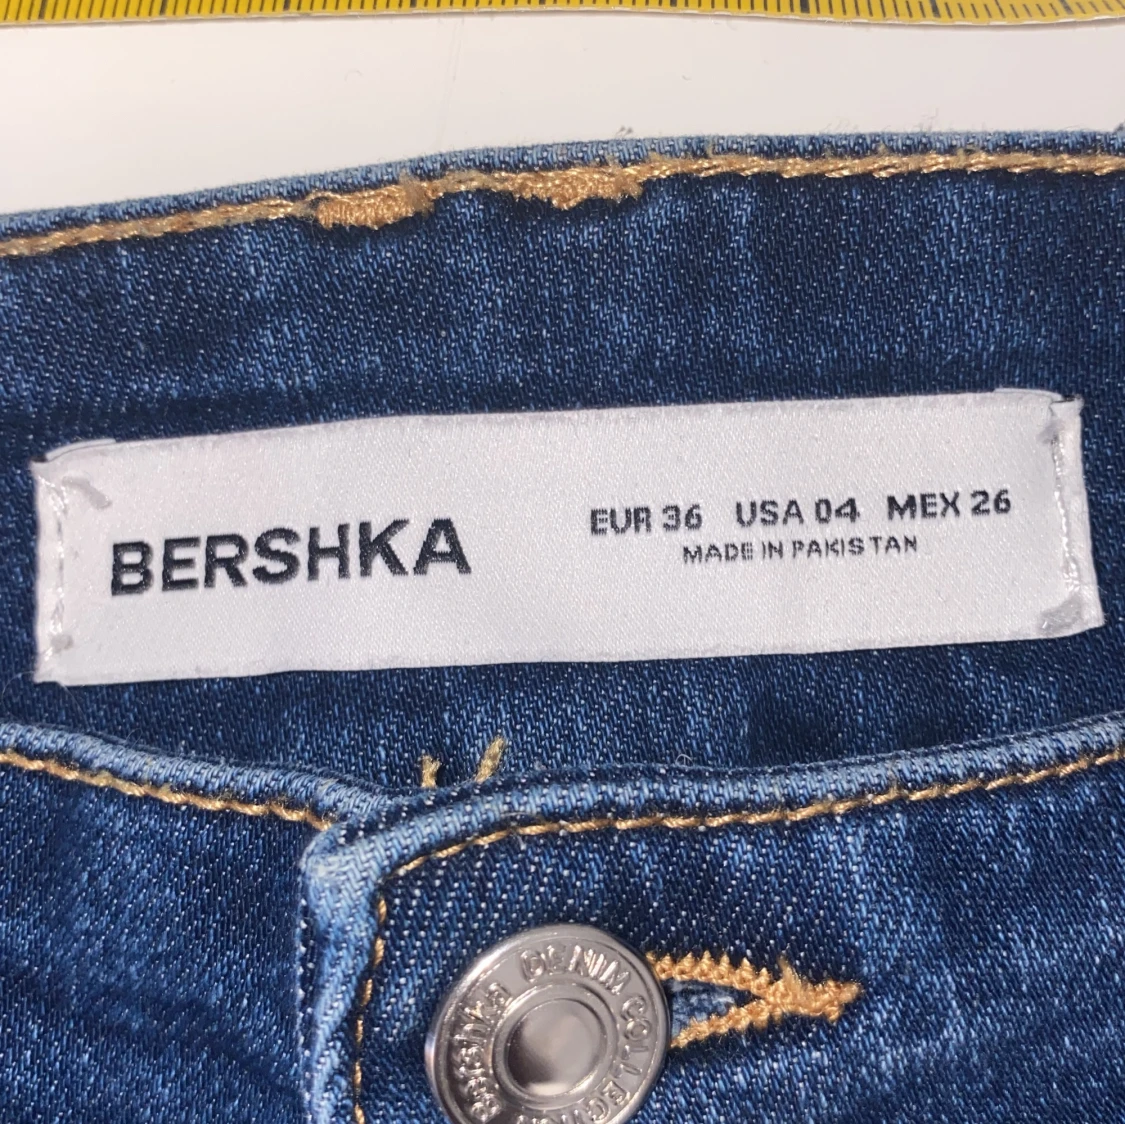 BERSHKA
EUR 36 USA 04 MEX 26
MADE IN PAKISTAN
Bershka DENIM COLLECTION